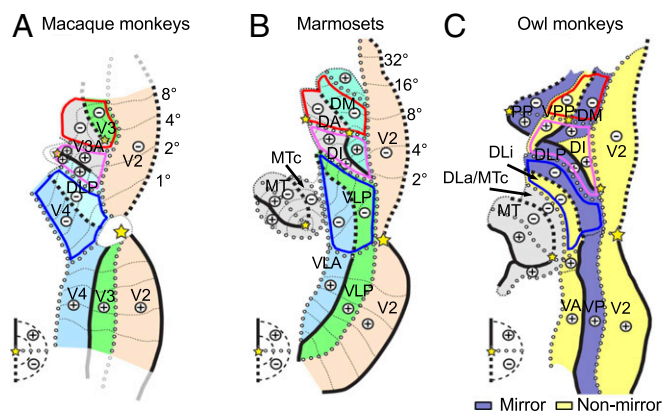 A Macaque monkeys
8°
4°
2°
1°
V3
V3A
V2
DLP
V4
V4 V3 V2
B Marmosets
32°
16°
8°
4°
2°
DM
DA
DI
V2
MTc
MT
VLP
VLA
VLP
V2
C Owl monkeys
PP VPP DM
DI
V2
DLP
DLi
DLa/MTc
MT
VA VP V2
Mirror Non-mirror